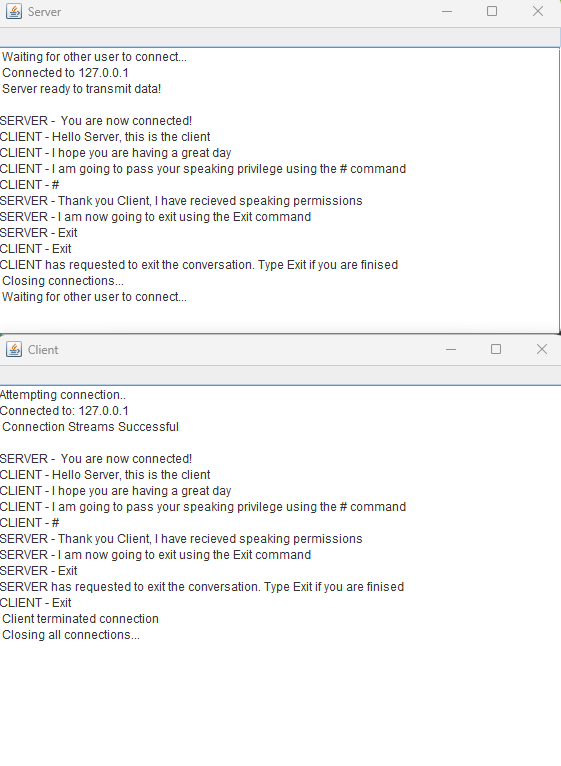 Server
Waiting for other user to connect...
Connected to 127.0.0.1
Server ready to transmit data!
SERVER - You are now connected!
CLIENT - Hello Server, this is the client
CLIENT - I hope you are having a great day
CLIENT - I am going to pass your speaking privilege using the # command
CLIENT - #
SERVER - Thank you Client, I have recieved speaking permissions
SERVER - I am now going to exit using the Exit command
SERVER - Exit
CLIENT - Exit
CLIENT has requested to exit the conversation. Type Exit if you are finised
Closing connections...
Waiting for other user to connect...
Client
Attempting connection..
Connected to: 127.0.0.1
Connection Streams Successful
SERVER - You are now connected!
CLIENT - Hello Server, this is the client
CLIENT - I hope you are having a great day
CLIENT - I am going to pass your speaking privilege using the # command
CLIENT - #
SERVER - Thank you Client, I have recieved speaking permissions
SERVER - I am now going to exit using the Exit command
SERVER - Exit
SERVER has requested to exit the conversation. Type Exit if you are finised
CLIENT - Exit
Client terminated connection
Closing all connections...